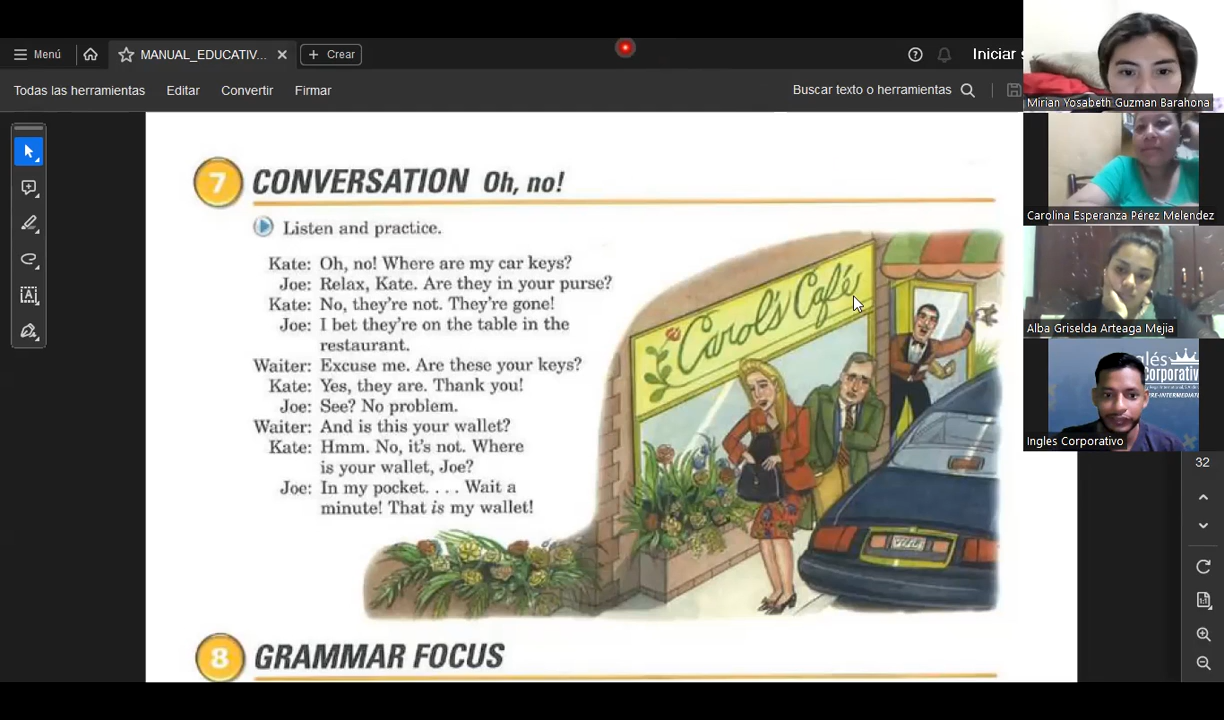 Menú
MANUAL_EDUCATIV...
Crear
Iniciar s
Todas las herramientas
Editar
Convertir
Firmar
Buscar texto o herramientas
7 CONVERSATION Oh, no!
Listen and practice.
Kate: Oh, no! Where are my car keys?
Joe: Relax, Kate. Are they in your purse?
Kate: No, they're not. They're gone!
Joe: I bet they're on the table in the
restaurant.
Waiter: Excuse me. Are these your keys?
Kate: Yes, they are. Thank you!
Joe: See? No problem.
Waiter: And is this your wallet?
Kate: Hmm. No, it's not. Where
is your wallet, Joe?
Joe: In my pocket. . . . Wait a
minute! That is my wallet!
Carol's Café
8 GRAMMAR FOCUS
Mirian Yosabeth Guzman Barahona
Carolina Esperanza Pérez Melendez
Alba Griselda Arteaga Mejia
glés
Corporativ
RE-INTERMEDIATE
Ingles Corporativo
32
1:1